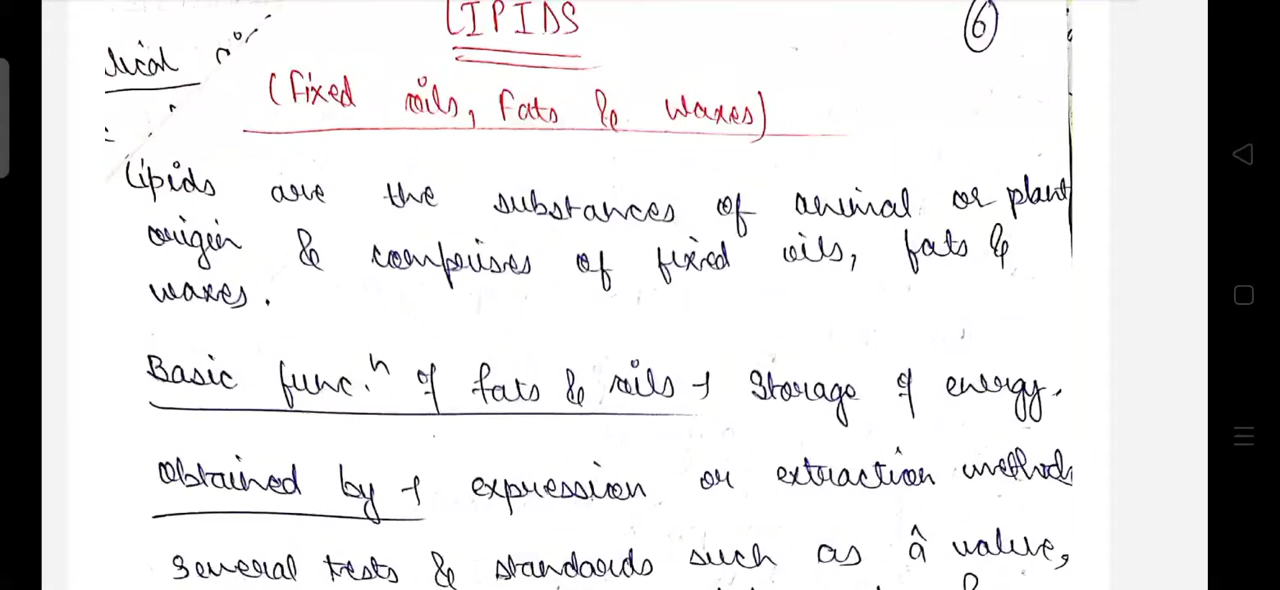 LIPIDS
6
lical
(Fixed oils, Fats & waxes)
Lipids are the substances of animal or plant
origin & comprises of fixed oils, fats &
waxes.
Basic func.n of fats & oils → Storage of energy.
obtained by → expression or extraction method
Several tests & standards such as â value,